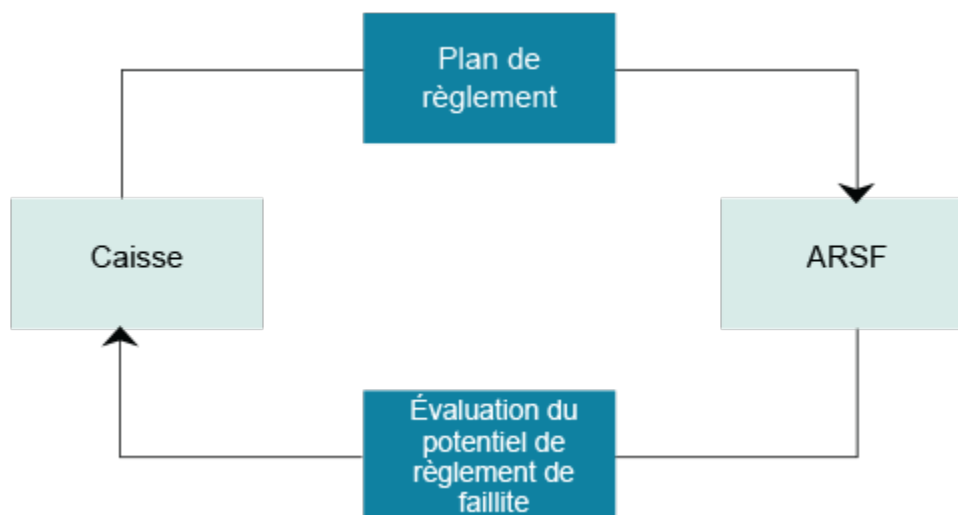 Plan de
règlement
Caisse
ARSF
Évaluation du
potentiel de
règlement de
faillite